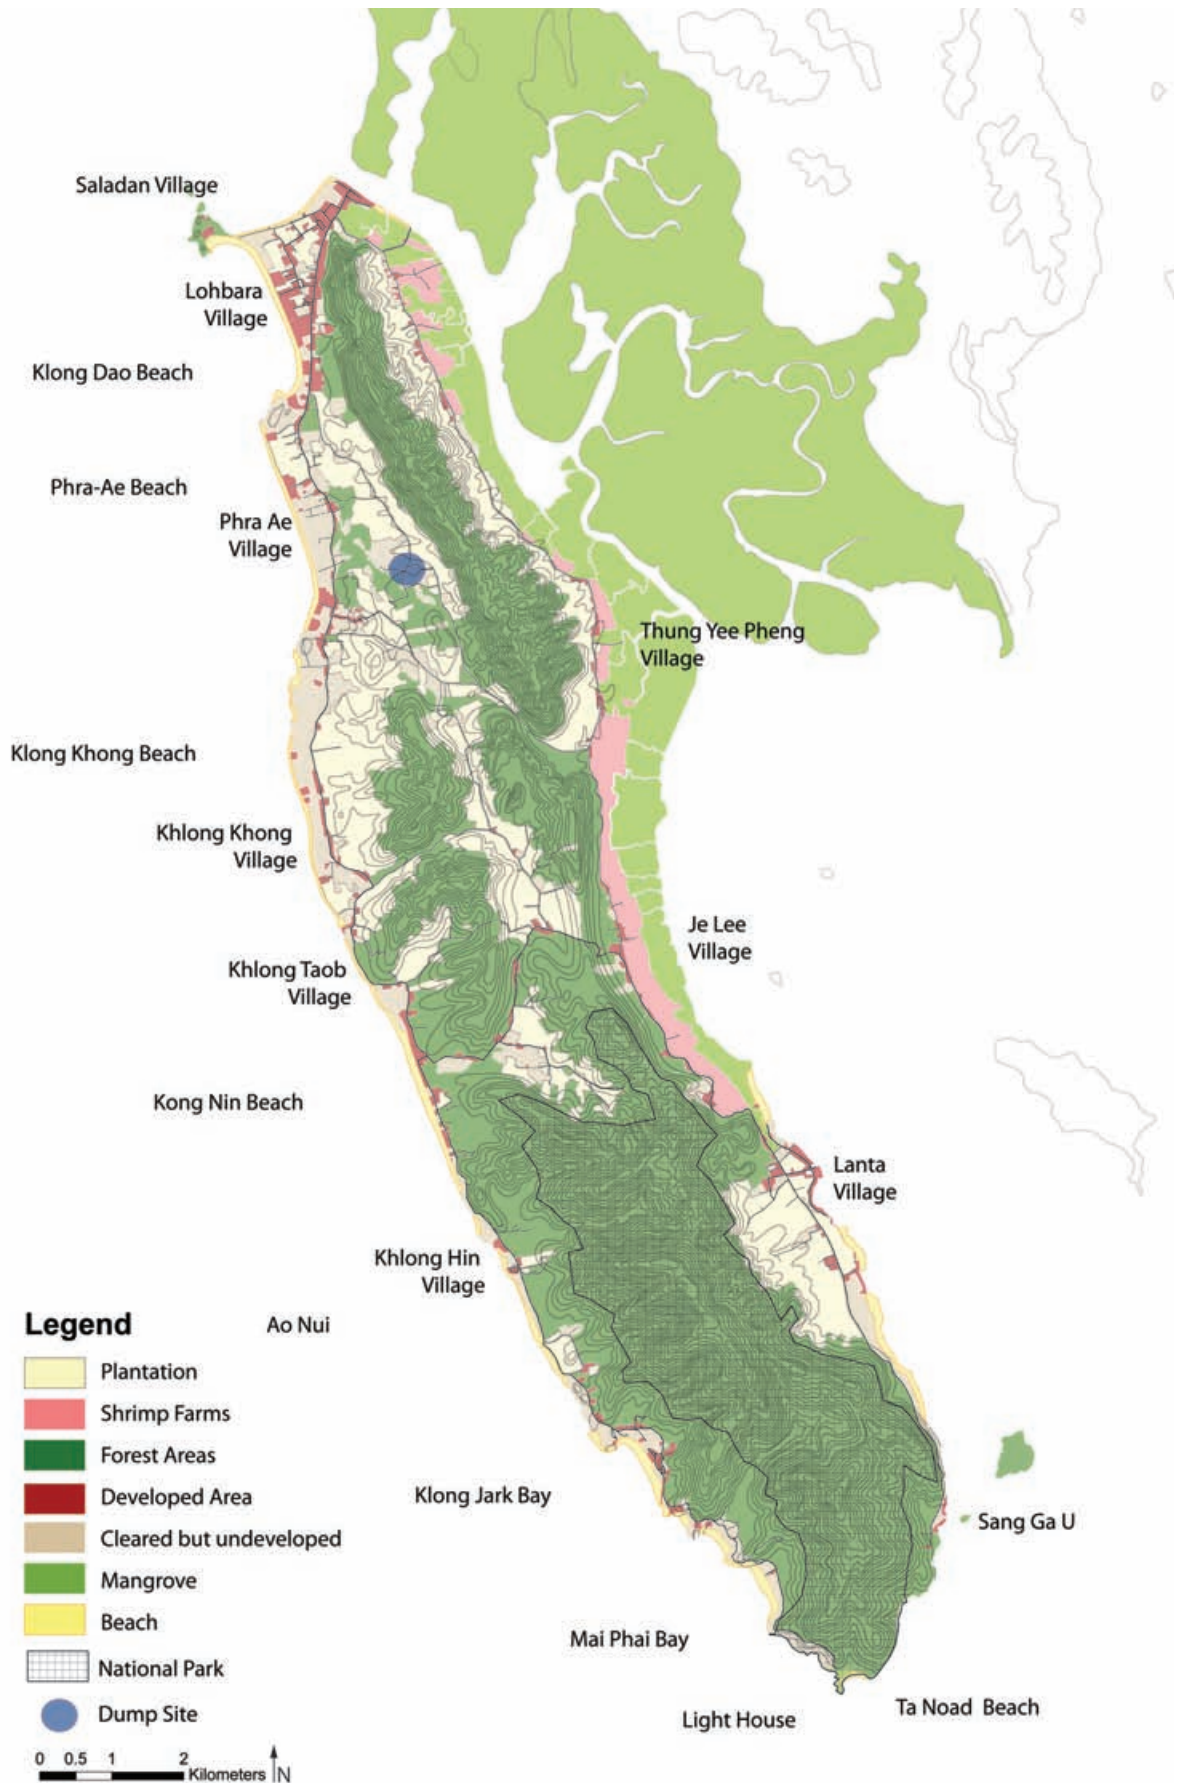 Saladan Village
Lohbara
Village
Klong Dao Beach
Phra-Ae Beach
Phra Ae
Village
Thung Yee Pheng
Village
Klong Khong Beach
Khlong Khong
Village
Je Lee
Village
Khlong Taob
Village
Kong Nin Beach
Lanta
Village
Khlong Hin
Village
Ao Nui
Klong Jark Bay
Sang Ga U
Mai Phai Bay
Ta Noad Beach
Light House
Legend
Plantation
Shrimp Farms
Forest Areas
Developed Area
Cleared but undeveloped
Mangrove
Beach
National Park
Dump Site
0 0.5 1 2
Kilometers N